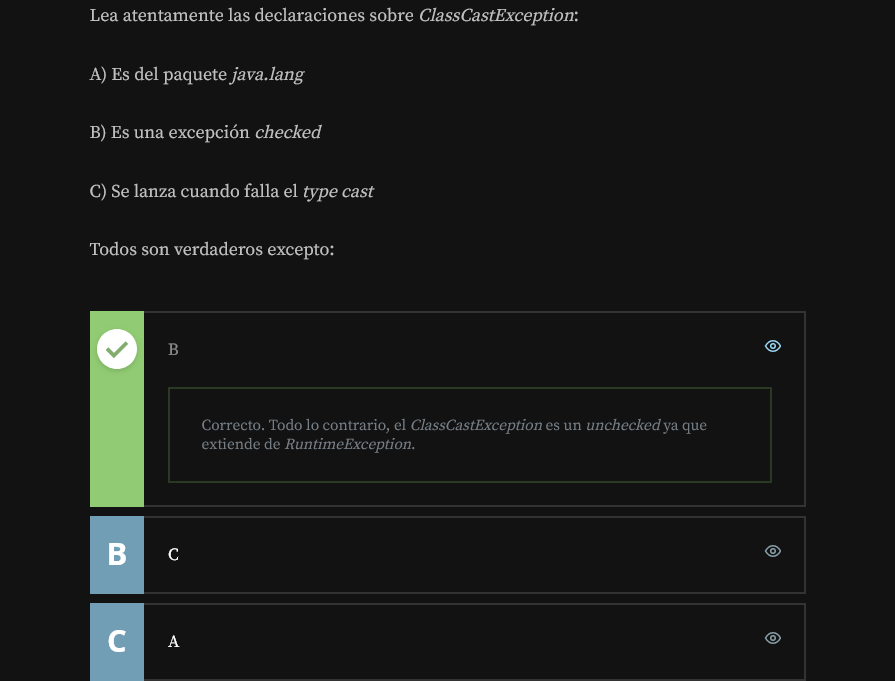 Lea atentamente las declaraciones sobre ClassCastException:
A) Es del paquete java.lang
B) Es una excepción checked
C) Se lanza cuando falla el type cast
Todos son verdaderos excepto:
B
Correcto. Todo lo contrario, el ClassCastException es un unchecked ya que
extiende de RuntimeException.
B C
C A